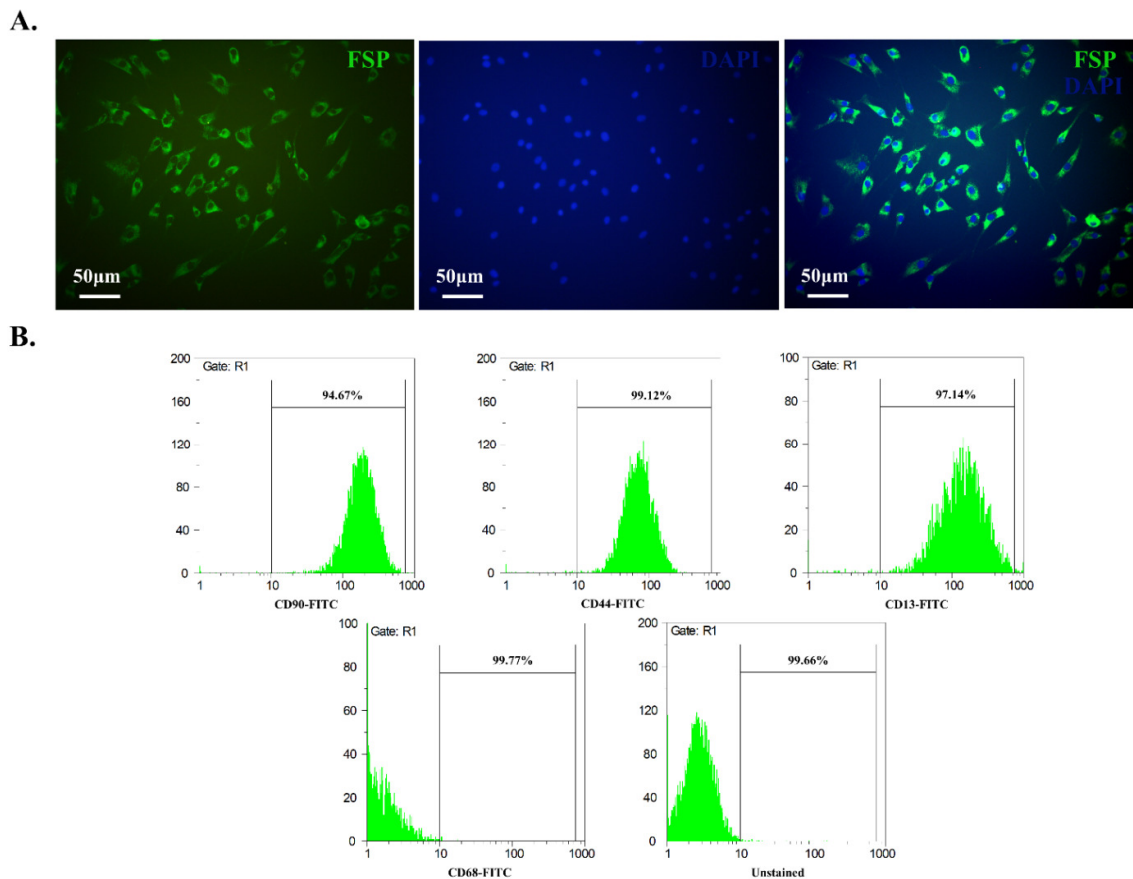 A.
FSP
DAPI
FSP
DAPI
50μm
50μm
50μm
B.
200
160
120
80
40
0
Gate: R1
94.67%
1
10
100
1000
CD90-FITC
200
160
120
80
40
0
Gate: R1
99.12%
1
10
100
1000
CD44-FITC
100
80
60
40
20
0
Gate: R1
97.14%
1
10
100
1000
CD13-FITC
100
80
60
40
20
0
Gate: R1
99.77%
1
10
100
1000
CD68-FITC
200
160
120
80
40
0
Gate: R1
99.66%
1
10
100
1000
Unstained